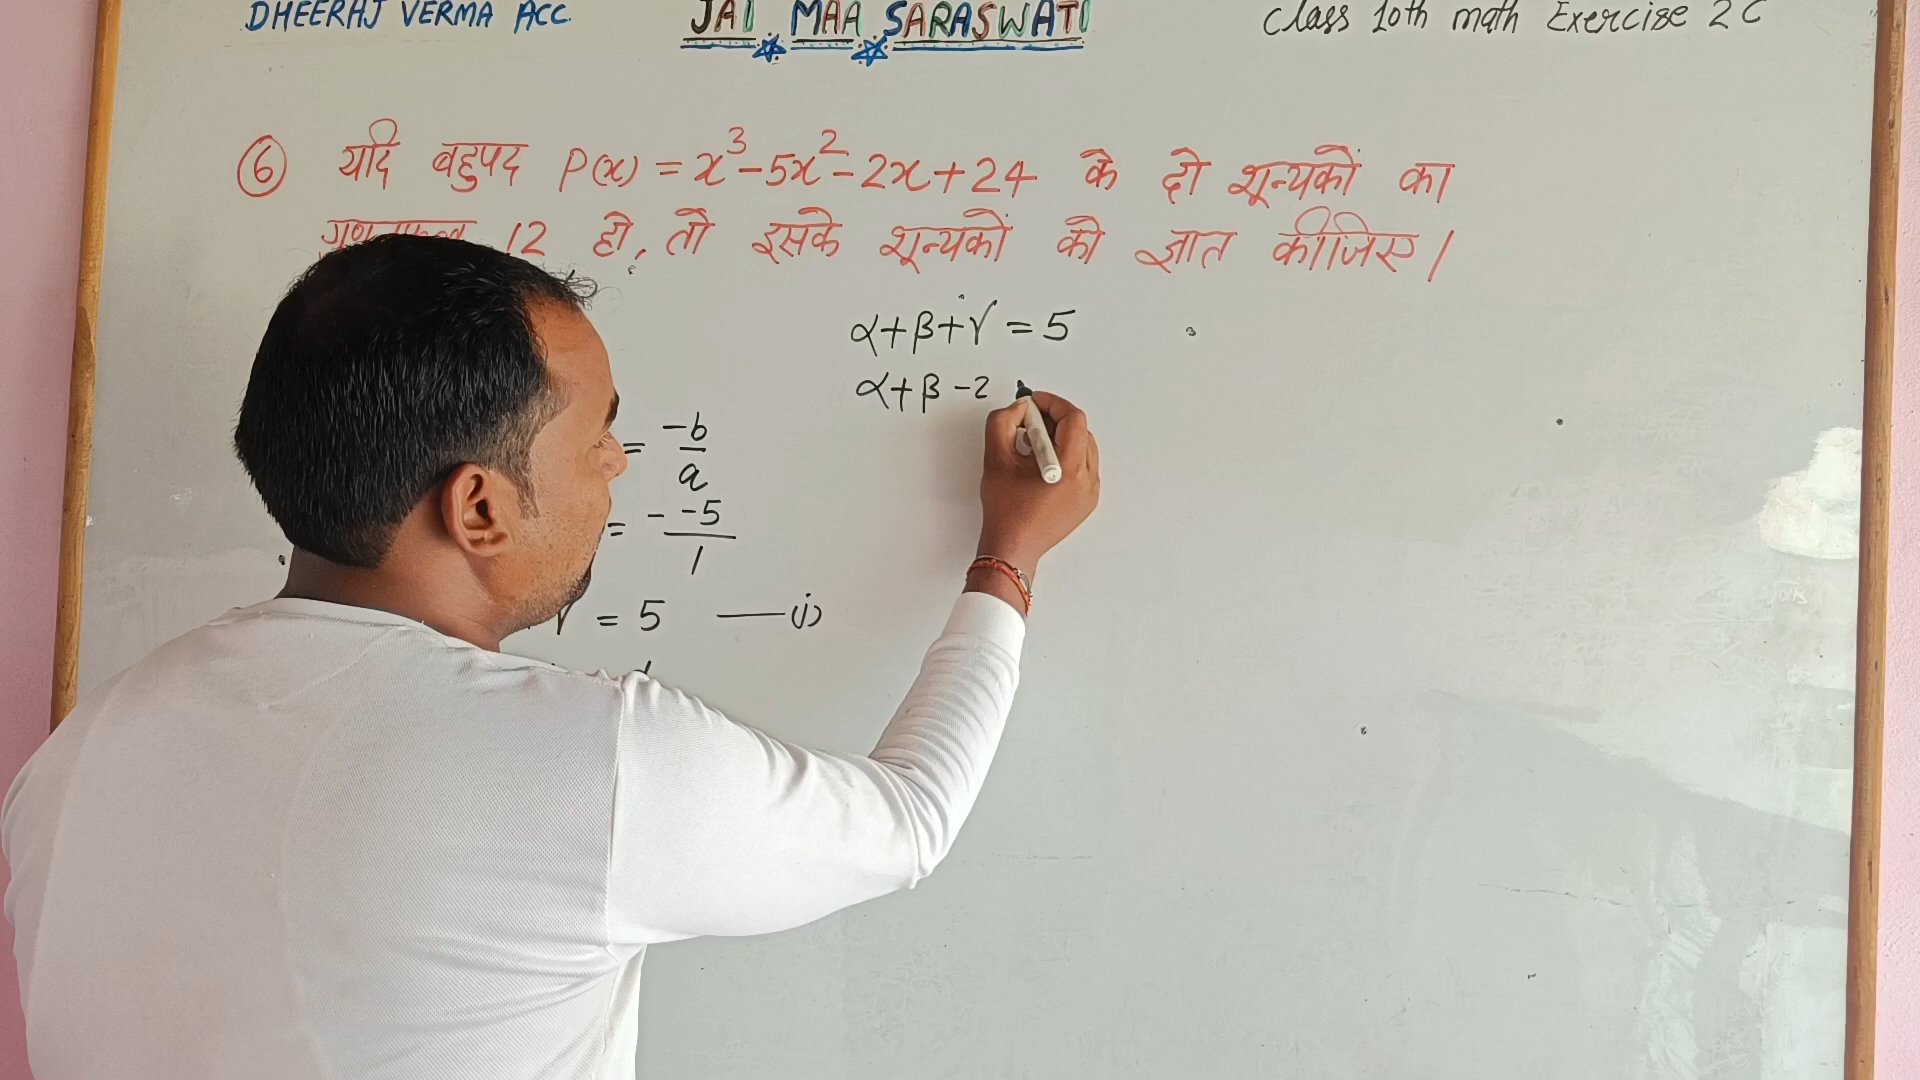 DHEERAJ VERMA ACC.
JAI MAA SARASWATI
Class 10th math Exercise 2C
⑥ यदि बहुपद P(x) = x³-5x²-2x+24 के दो शून्यकों का
12 हो, तो इसके शून्यकों को ज्ञात कीजिए।
α+β+γ = 5
α+β-2
= -b/a
= - -5/1
γ = 5 ——(i)